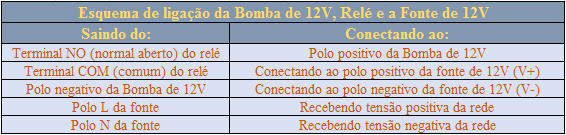 Esquema de ligação da Bomba de 12V, Relé e a Fonte de 12V
Saindo do: Conectando ao:
Terminal NO (normal aberto) do relé Polo positivo da Bomba de 12V
Terminal COM (comum) do relé Conectando ao polo positivo da fonte de 12V (V+)
Polo negativo da Bomba de 12V Conectando ao polo negativo da fonte de 12V (V-)
Polo L da fonte Recebendo tensão positiva da rede
Polo N da fonte Recebendo tensão negativa da rede